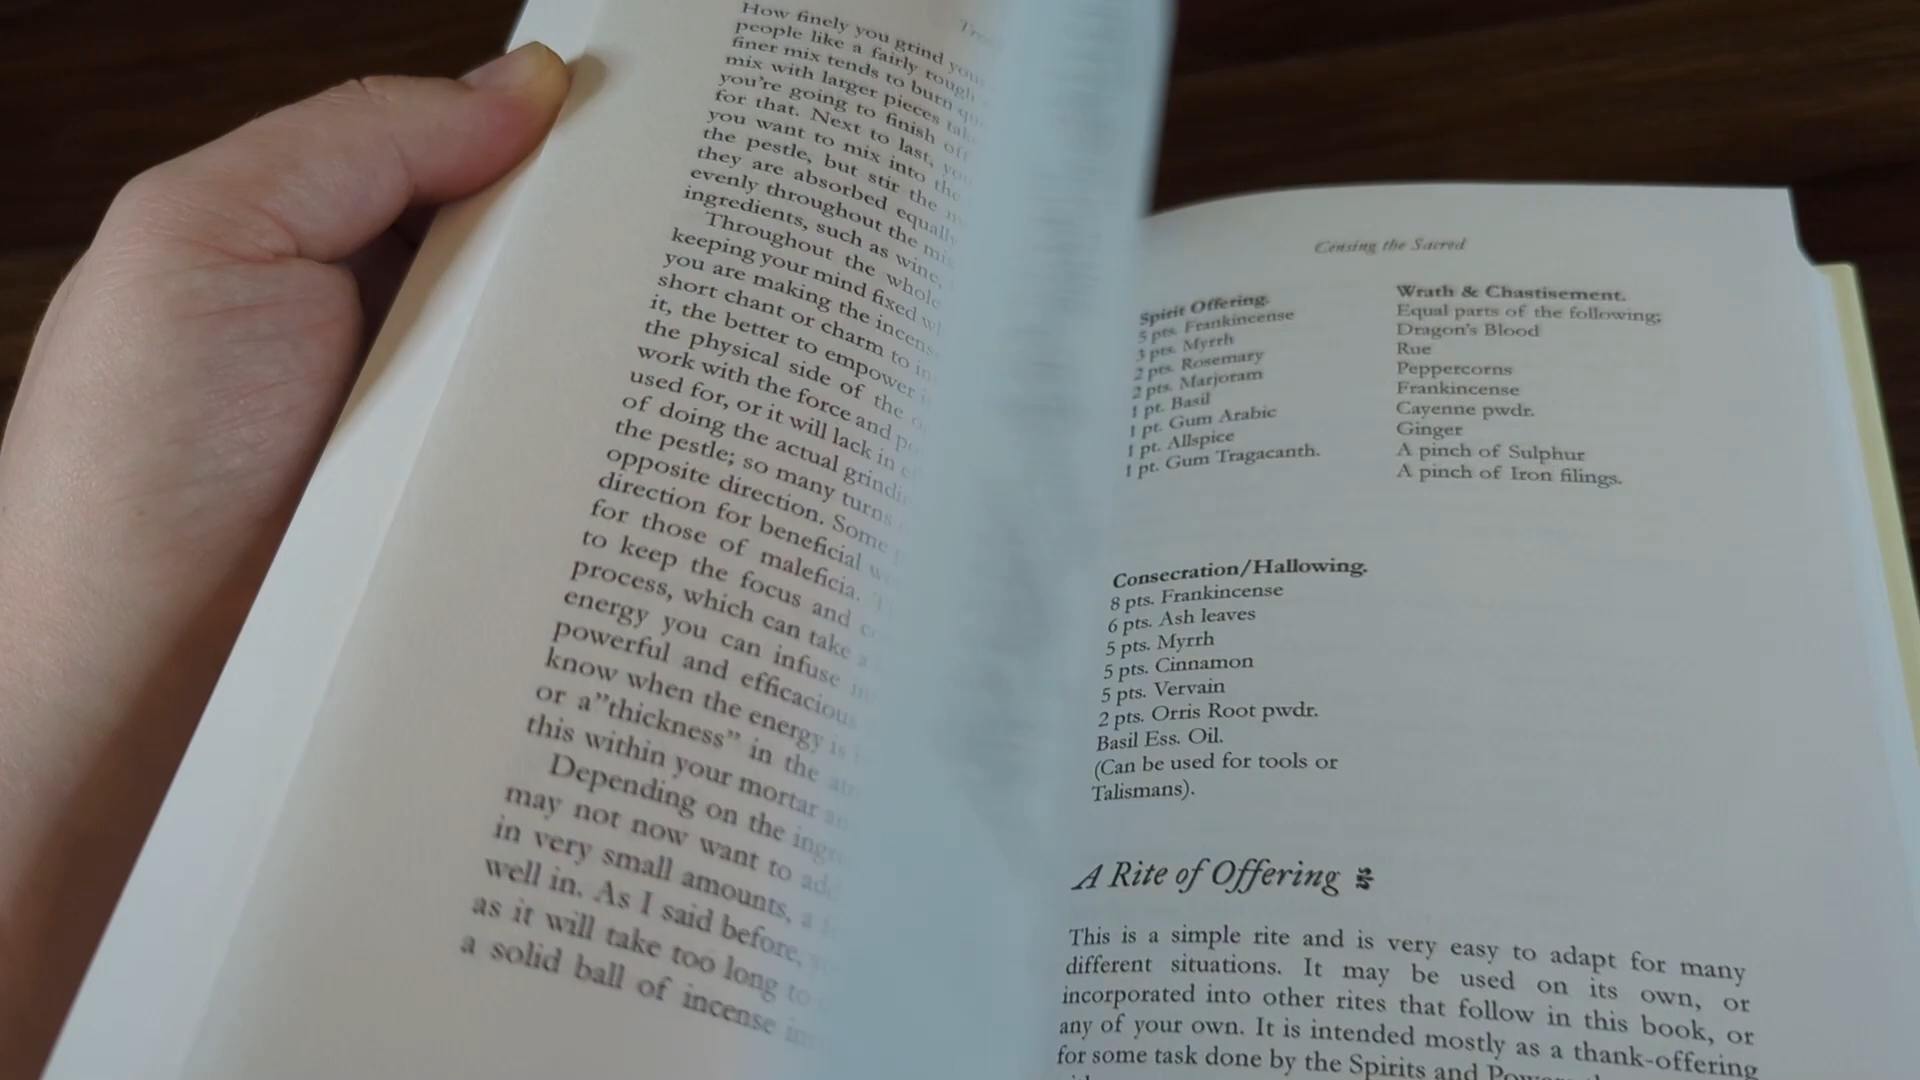 How finely you grind your
people like a fairly rough
finer mix tends to burn
mix with larger pieces
you're going to finish off
for that. Next to last,
you want to mix into the
the pestle, but stir the
they are absorbed equally
evenly throughout the
ingredients, such as wine,
Throughout the whole
keeping your mind fixed
you are making the
short chant or charm to
it, the better to empower
the physical side of the
work with the force and
used for, or it will lack in
of doing the actual
the pestle; so many turns
opposite direction. Some
direction for beneficial
for those of maleficia.
to keep the focus and
process, which can take a
energy you can infuse
powerful and efficacious
know when the energy is
or a"thickness" in the
this within your mortar
Depending on the
may not now want to
in very small amounts, a
well in. As I said before,
as it will take too long to
a solid ball of incense
Censing the Sacred
Spirit Offering.
5 pts. Frankincense
3 pts. Myrrh
2 pts. Rosemary
2 pts. Marjoram
1 pt. Basil
1 pt. Gum Arabic
1 pt. Allspice
1 pt. Gum Tragacanth.
Wrath & Chastisement.
Equal parts of the following;
Dragon's Blood
Rue
Peppercorns
Frankincense
Cayenne pwdr.
Ginger
A pinch of Sulphur
A pinch of Iron filings.
Consecration/Hallowing.
8 pts. Frankincense
6 pts. Ash leaves
5 pts. Myrrh
5 pts. Cinnamon
5 pts. Vervain
2 pts. Orris Root pwdr.
Basil Ess. Oil.
(Can be used for tools or
Talismans).
A Rite of Offering
This is a simple rite and is very easy to adapt for many
different situations. It may be used on its own, or
incorporated into other rites that follow in this book, or
any of your own. It is intended mostly as a thank-offering
for some task done by the Spirits and